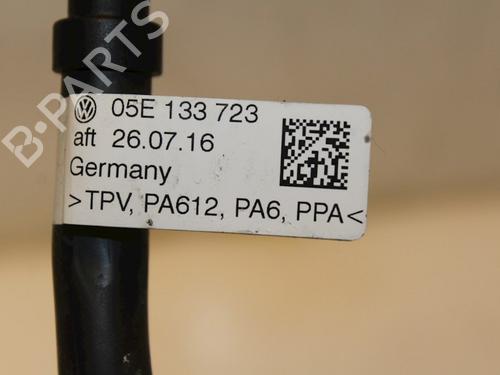 B-PARTS
05E 133 723
aft 26.07.16
Germany
>TPV, PA612, PA6, PPA<